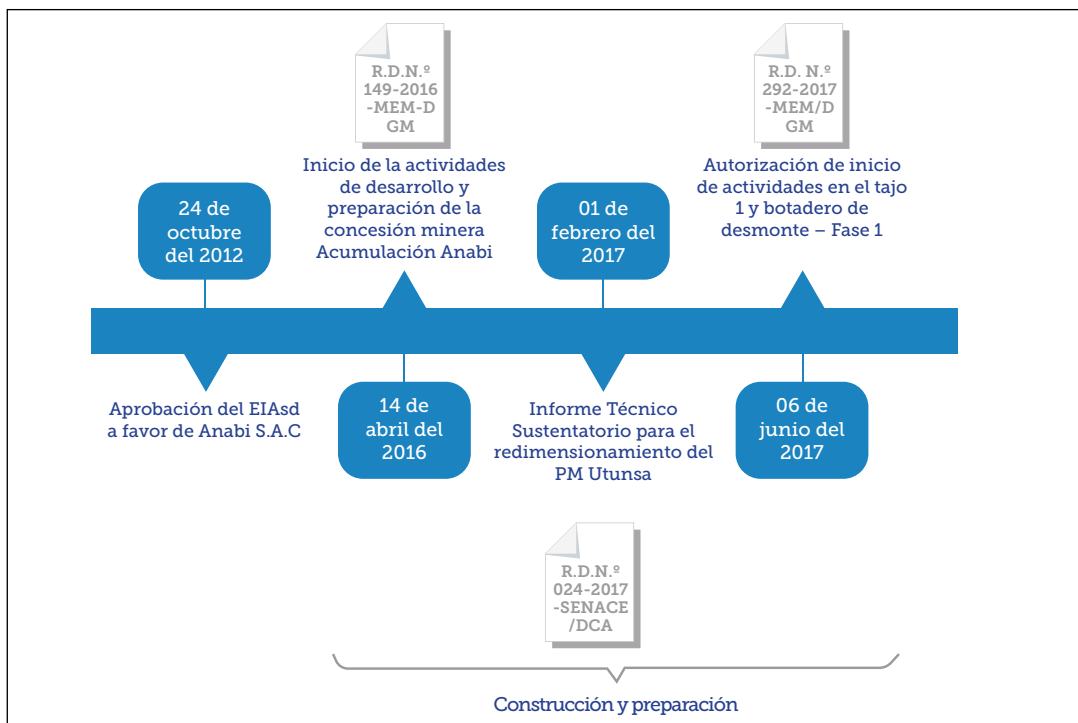 R.D.N.º
149-2016
-MEM-D
GM
R.D. N.º
292-2017
-MEM/D
GM
Inicio de la actividades
de desarrollo y
preparación de la
concesión minera
Acumulación Anabi
Autorización de inicio
de actividades en el tajo
1 y botadero de
desmonte – Fase 1
24 de
octubre
del 2012
01 de
febrero del
2017
Aprobación del EIAsd
a favor de Anabi S.A.C
14 de
abril del
2016
Informe Técnico
Sustentatorio para el
redimensionamiento del
PM Utunsa
06 de
junio del
2017
R.D.N.º
024-2017
-SENACE
/DCA
Construcción y preparación